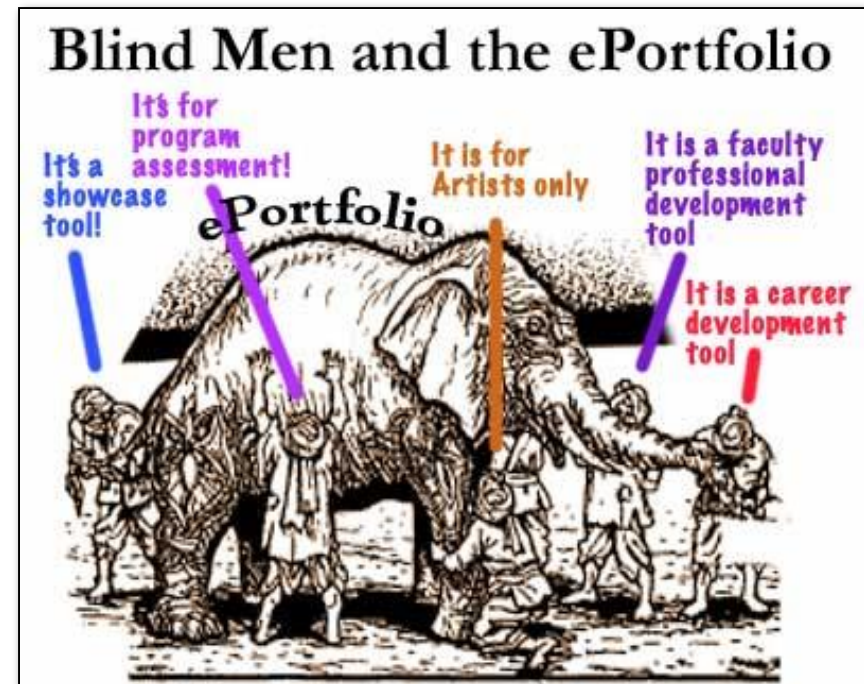 Blind Men and the ePortfolio
It's for
program
assessment!
It's a
showcase
tool!
It is for
Artists only
It is a faculty
professional
development
tool
It is a career
development
tool
ePortfolio